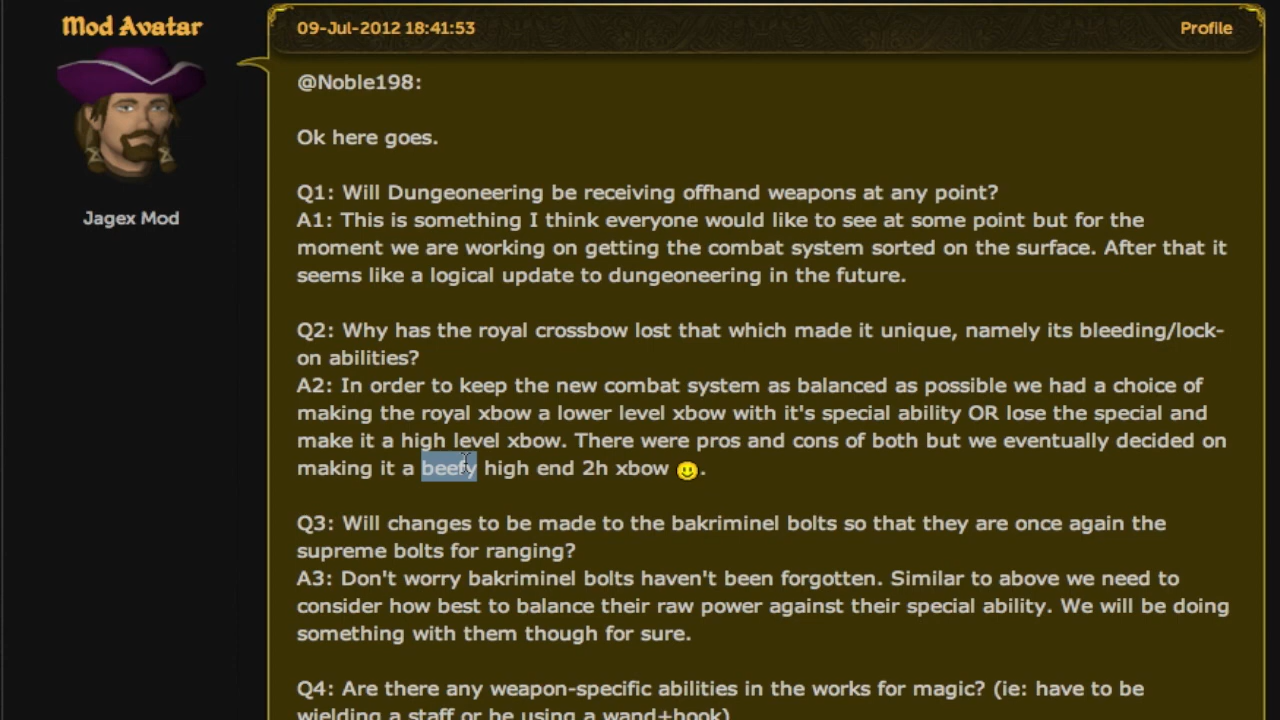 Mod Avatar
Jagex Mod
09-Jul-2012 18:41:53
Profile
@Noble198:
Ok here goes.
Q1: Will Dungeoneering be receiving offhand weapons at any point?
A1: This is something I think everyone would like to see at some point but for the
moment we are working on getting the combat system sorted on the surface. After that it
seems like a logical update to dungeoneering in the future.
Q2: Why has the royal crossbow lost that which made it unique, namely its bleeding/lock-
on abilities?
A2: In order to keep the new combat system as balanced as possible we had a choice of
making the royal xbow a lower level xbow with it's special ability OR lose the special and
make it a high level xbow. There were pros and cons of both but we eventually decided on
making it a beefy high end 2h xbow .
Q3: Will changes to be made to the bakriminel bolts so that they are once again the
supreme bolts for ranging?
A3: Don't worry bakriminel bolts haven't been forgotten. Similar to above we need to
consider how best to balance their raw power against their special ability. We will be doing
something with them though for sure.
Q4: Are there any weapon-specific abilities in the works for magic? (ie: have to be
wielding a staff or be using a wand+book)